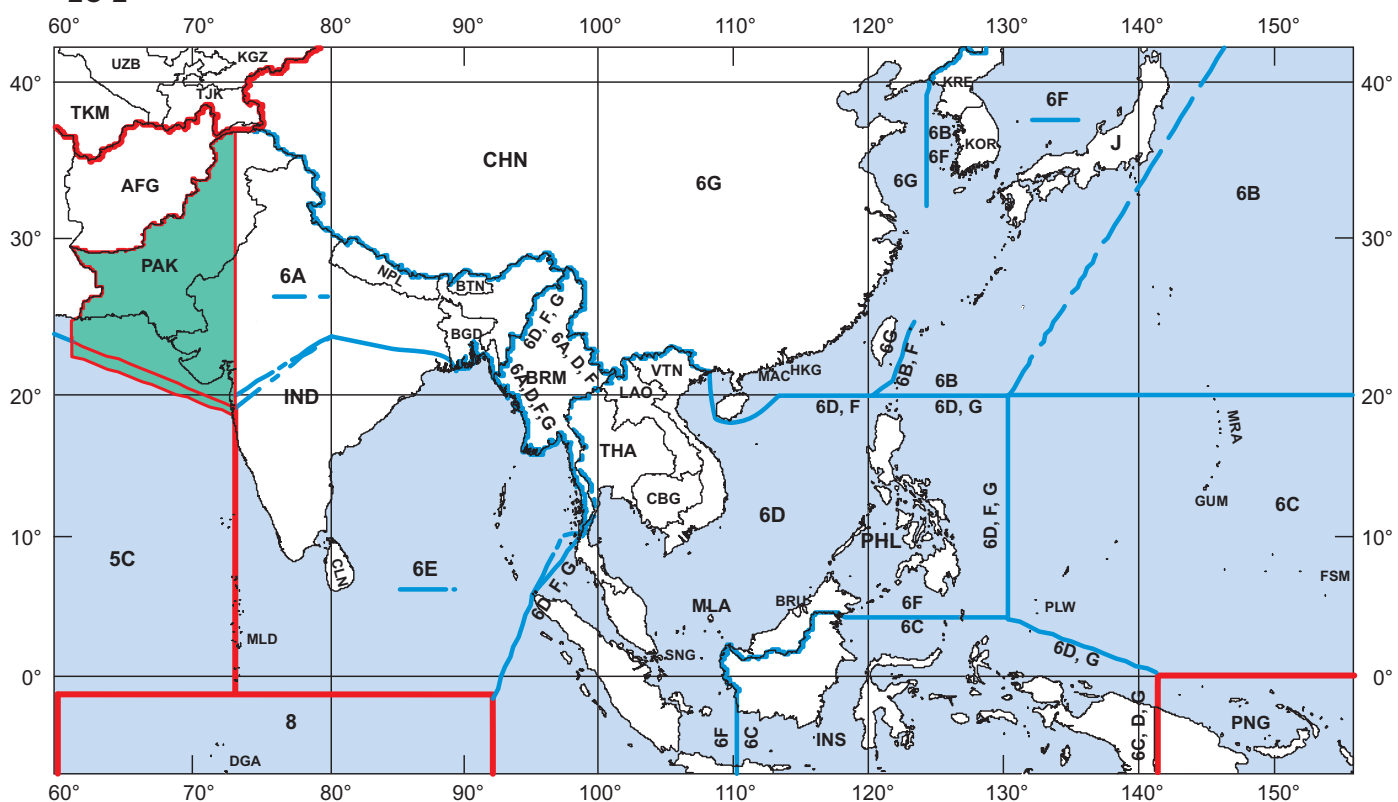 60° 70° 80° 90° 100° 110° 120° 130° 140° 150°
UZB
KGZ
40°
40°
TJK
KRE
6F
TKM
6B
6F
KOR
J
CHN
6G
6G
AFG
6B
30°
30°
PAK
6A
NPL
BTN
6D, F, G
BGD
6A, D, F
6G
6B, F
VTN
MAC
HKG
BRM
6A,D,F,G
LAO
IND
6B
20°
20°
6D, F
6D, G
MRA
THA
CBG
6D
6D, F, G
GUM
6C
10°
10°
PHL
5C
CLN
6E
6D, F, G
FSM
MLA
BRU
6F
6C
PLW
MLD
SNG
6D, G
0°
0°
8
6F
6C
INS
6C, D, G
PNG
DGA
60° 70° 80° 90° 100° 110° 120° 130° 140° 150°